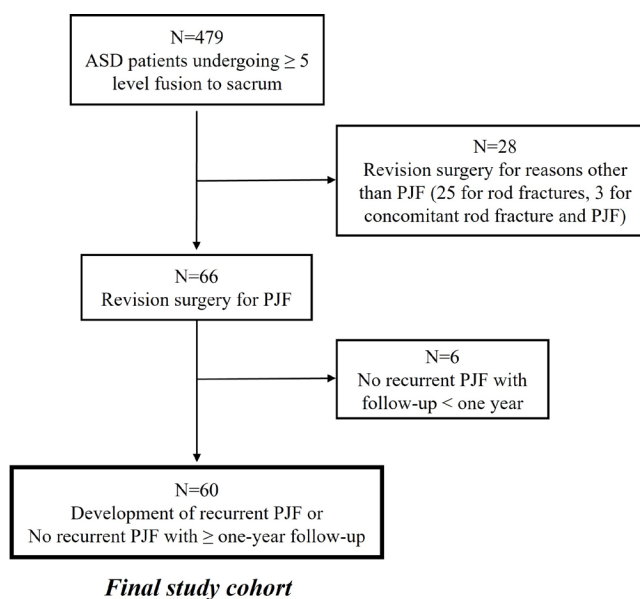 N=479
ASD patients undergoing ≥ 5
level fusion to sacrum
N=28
Revision surgery for reasons other
than PJF (25 for rod fractures, 3 for
concomitant rod fracture and PJF)
N=66
Revision surgery for PJF
N=6
No recurrent PJF with
follow-up < one year
N=60
Development of recurrent PJF or
No recurrent PJF with ≥ one-year follow-up
Final study cohort